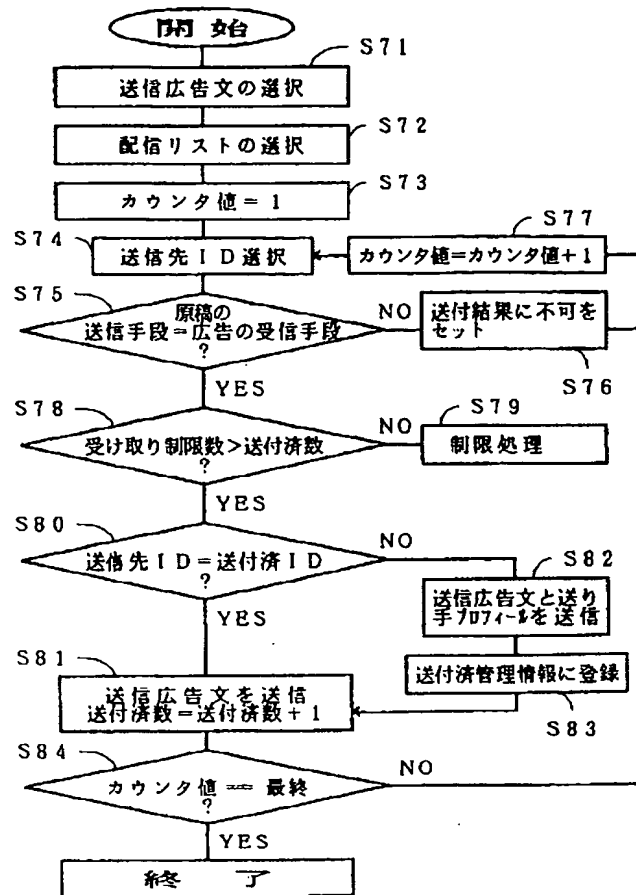 開 始
S71
送信広告文の選択
S72
配信リストの選択
S73
カウンタ値=1
S77
S74
送信先ID選択
カウンタ値=カウンタ値+1
S75
原稿の
送信手段=広告の受信手段
?
NO
送付結果に不可を
セット
S76
YES
S78
受け取り制限数>送付済数
?
NO
S79
制限処理
YES
S80
送信先ID=送付済ID
?
NO
S82
送信広告文と送り
手プロフィールを送信
YES
S81
送信広告文を送信
送付済数=送付済数+1
送付済管理情報に登録
S83
S84
カウンタ値=最終
?
NO
YES
終 了